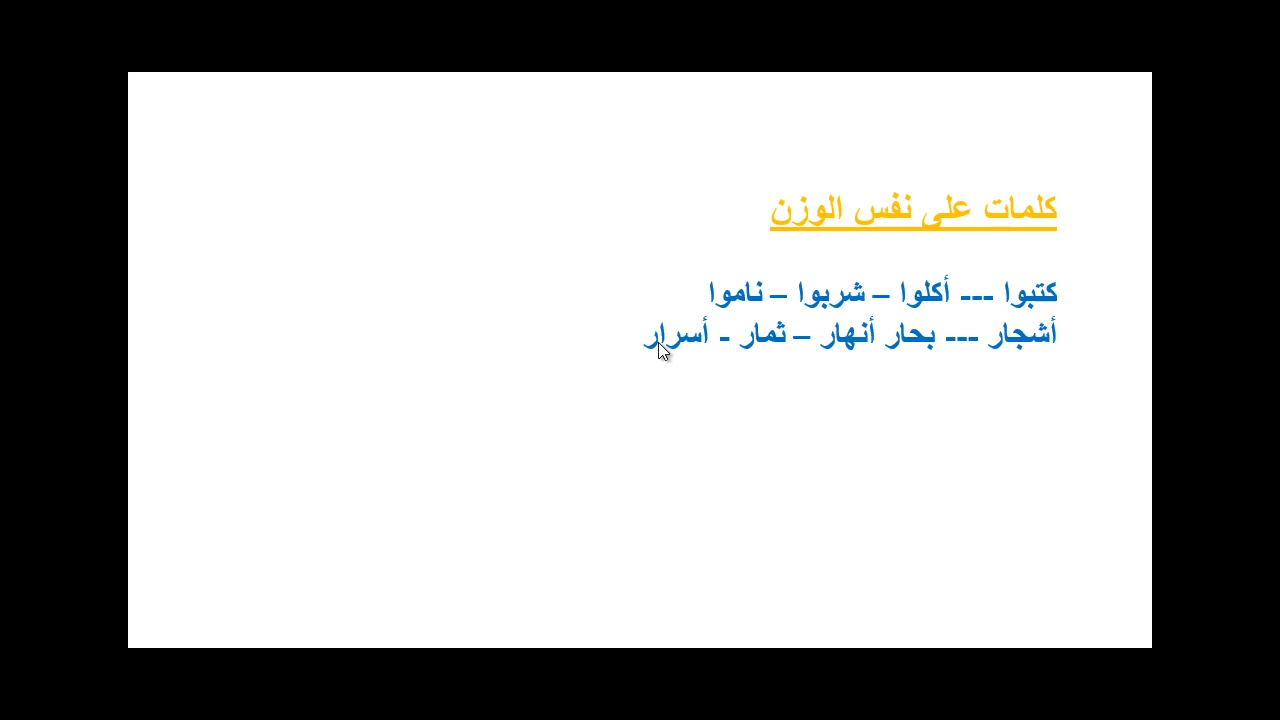 كلمات على نفس الوزن
كتبوا --- أكلوا – شربوا – ناموا
أشجار --- بحار أنهار – ثمار - أسرار